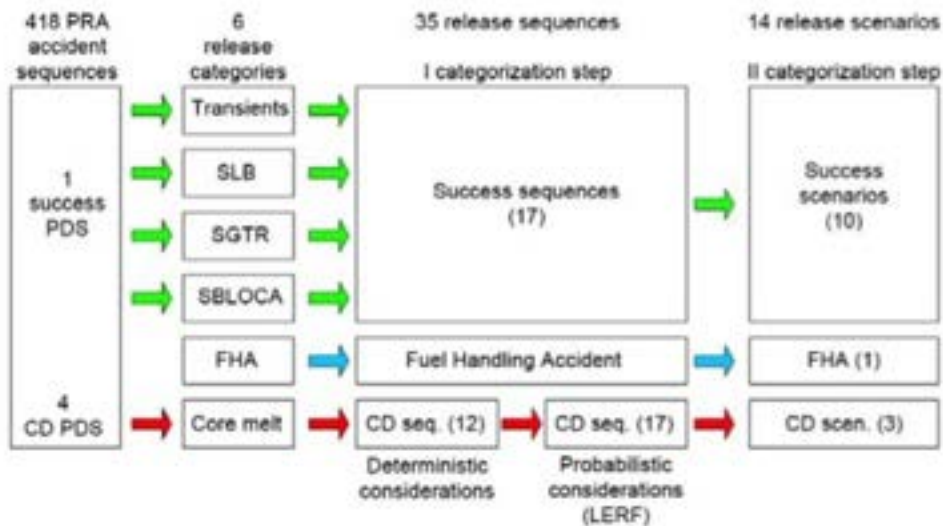 418 PRA
accident
sequences
6
release
categories
35 release sequences
14 release scenarios
I categorization step
II categorization step
1
success
PDS
4
CD PDS
Transients
SLB
SGTR
SBLOCA
FHA
Core melt
Success sequences
(17)
Fuel Handling Accident
CD seq. (12)
CD seq. (17)
Deterministic
considerations
Probabilistic
considerations
(LERF)
Success
scenarios
(10)
FHA (1)
CD scen. (3)